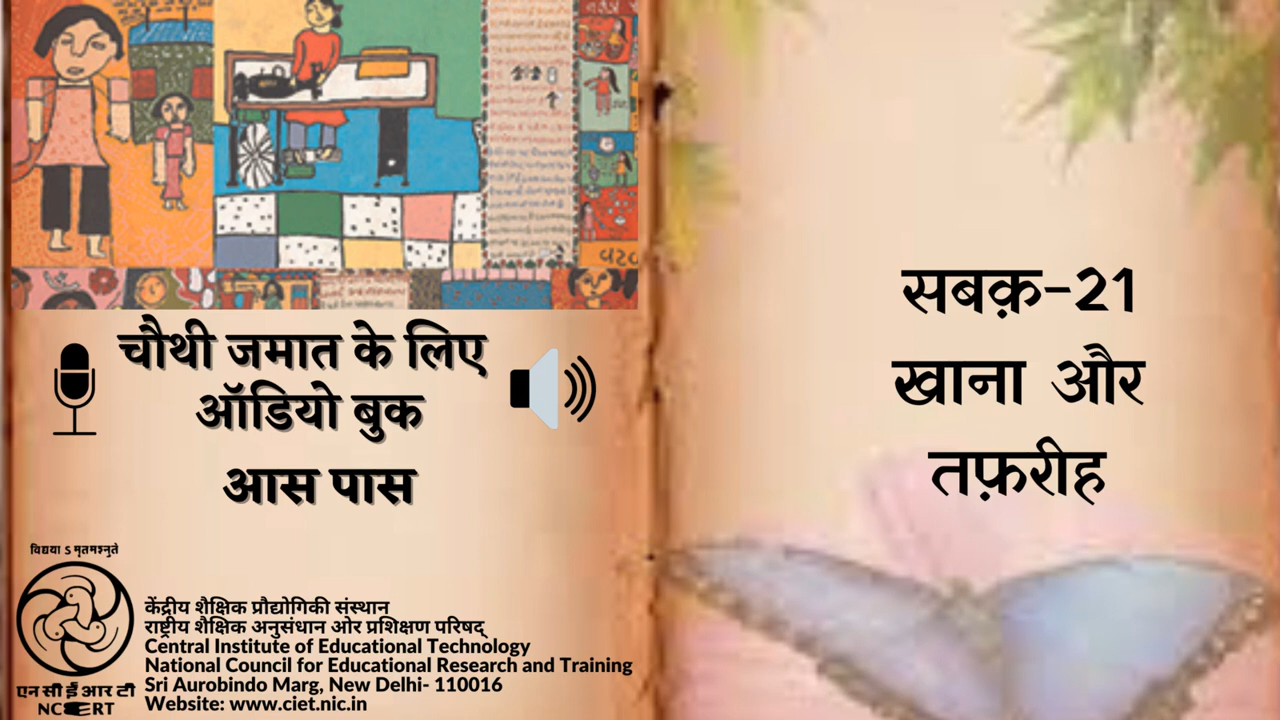 चौथी जमात के लिए
ऑडियो बुक
आस पास
विद्यया ऽ मृतमश्नुते
एन सी ई आर टी
NCERT
केंद्रीय शैक्षिक प्रौद्योगिकी संस्थान
राष्ट्रीय शैक्षिक अनुसंधान ओर प्रशिक्षण परिषद्
Central Institute of Educational Technology
National Council for Educational Research and Training
Sri Aurobindo Marg, New Delhi- 110016
Website: www.ciet.nic.in
सबक़-21
खाना और
तफ़रीह